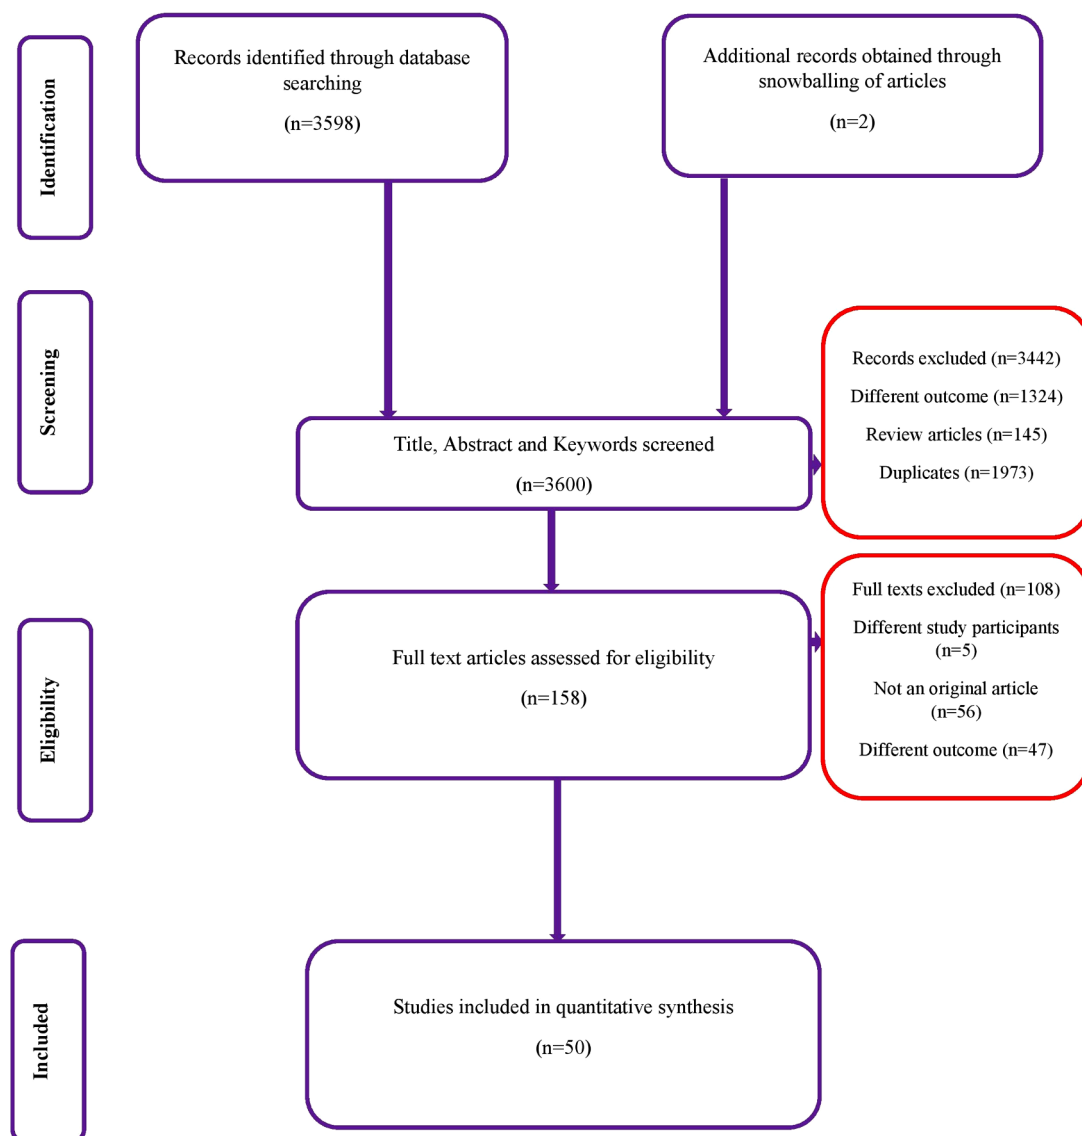 Identification
Records identified through database
searching
(n=3598)
Additional records obtained through
snowballing of articles
(n=2)
Screening
Title, Abstract and Keywords screened
(n=3600)
Records excluded (n=3442)
Different outcome (n=1324)
Review articles (n=145)
Duplicates (n=1973)
Eligibility
Full text articles assessed for eligibility
(n=158)
Full texts excluded (n=108)
Different study participants
(n=5)
Not an original article
(n=56)
Different outcome (n=47)
Included
Studies included in quantitative synthesis
(n=50)